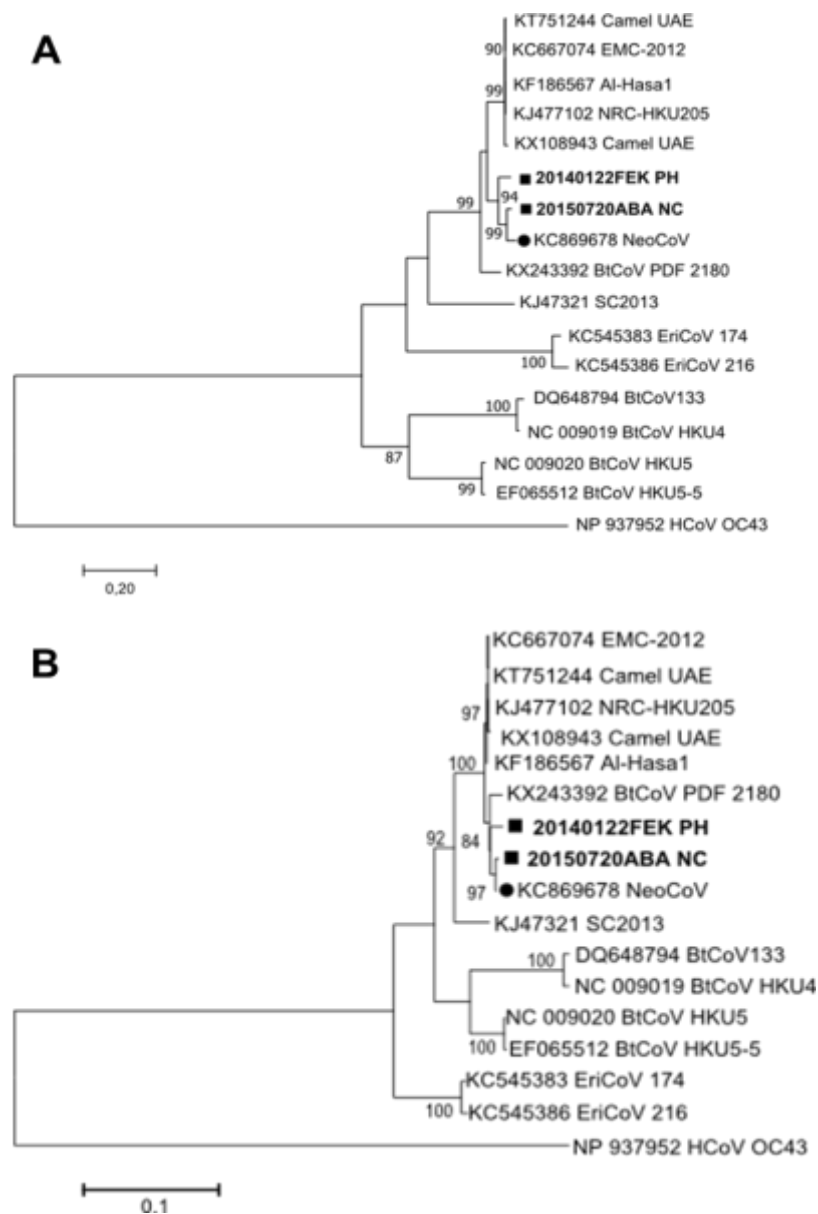 A
KT751244 Camel UAE
90 KC667074 EMC-2012
99 KF186567 Al-Hasa1
KJ477102 NRC-HKU205
KX108943 Camel UAE
20140122FEK PH
94
99 20150720ABA NC
99 KC869678 NeoCoV
KX243392 BtCoV PDF 2180
KJ47321 SC2013
KC545383 EriCoV 174
100 KC545386 EriCoV 216
100 DQ648794 BtCoV133
NC 009019 BtCoV HKU4
87 NC 009020 BtCoV HKU5
99 EF065512 BtCoV HKU5-5
NP 937952 HCoV OC43
0,20
B
KC667074 EMC-2012
KT751244 Camel UAE
97 KJ477102 NRC-HKU205
KX108943 Camel UAE
100 KF186567 Al-Hasa1
KX243392 BtCoV PDF 2180
92 84 20140122FEK PH
20150720ABA NC
97 KC869678 NeoCoV
KJ47321 SC2013
100 DQ648794 BtCoV133
NC 009019 BtCoV HKU4
NC 009020 BtCoV HKU5
100 EF065512 BtCoV HKU5-5
KC545383 EriCoV 174
100 KC545386 EriCoV 216
NP 937952 HCoV OC43
0.1